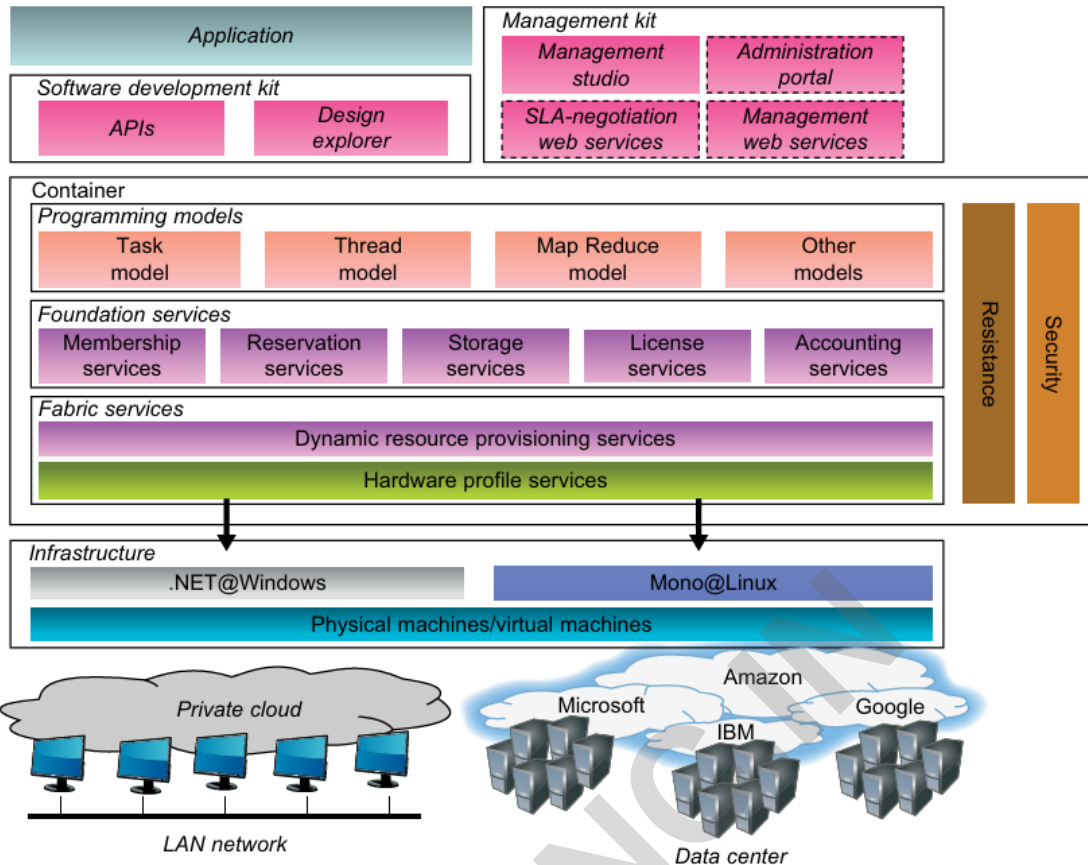 Application
Software development kit
APIs
Design
explorer
Management kit
Management
studio
Administration
portal
SLA-negotiation
web services
Management
web services
Container
Programming models
Task
model
Thread
model
Map Reduce
model
Other
models
Foundation services
Membership
services
Reservation
services
Storage
services
License
services
Accounting
services
Fabric services
Dynamic resource provisioning services
Hardware profile services
Resistance
Security
Infrastructure
.NET@Windows
Mono@Linux
Physical machines/virtual machines
Private cloud
LAN network
Amazon
Microsoft
Google
IBM
Data center